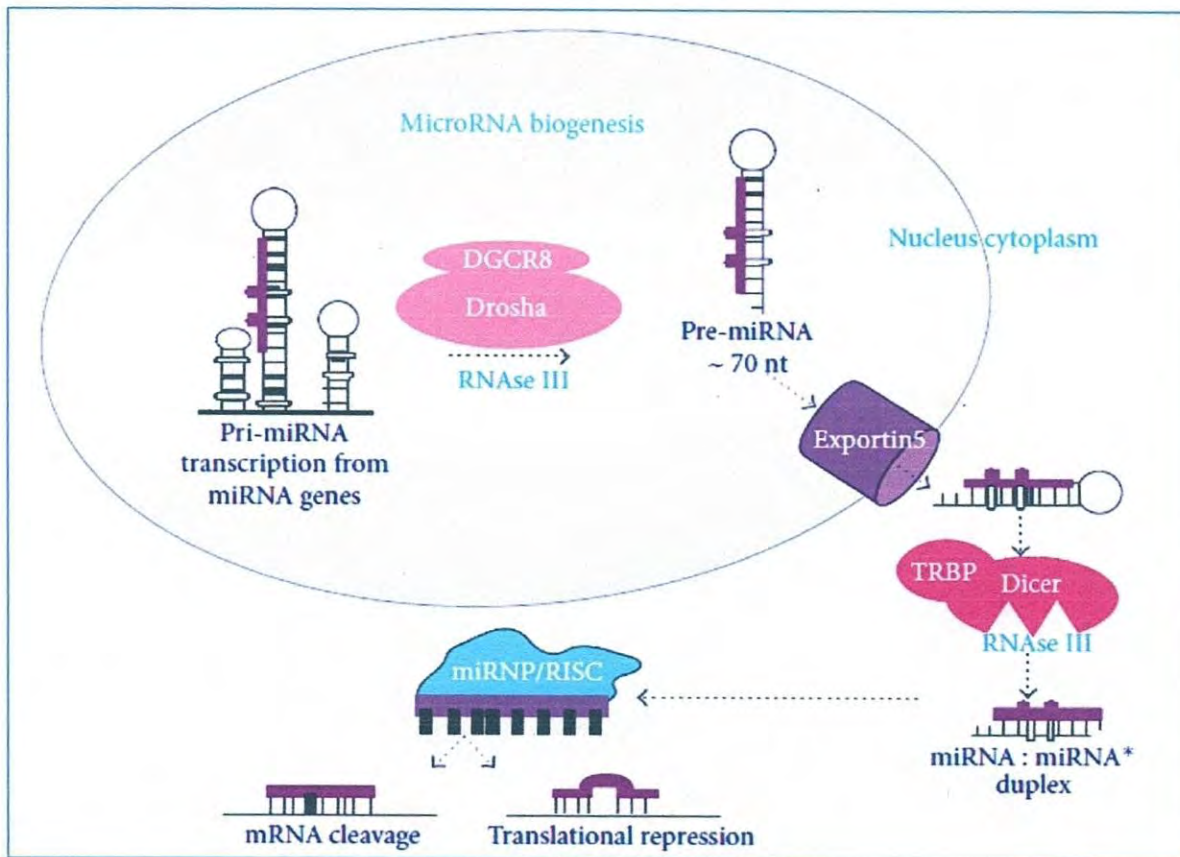 MicroRNA biogenesis
Nucleus cytoplasm
DGCR8
Drosha
RNAse III
Pri-miRNA
transcription from
miRNA genes
Pre-miRNA
~ 70 nt
Exportin5
TRBP
Dicer
RNAse III
miRNA : miRNA*
duplex
miRNP/RISC
mRNA cleavage
Translational repression